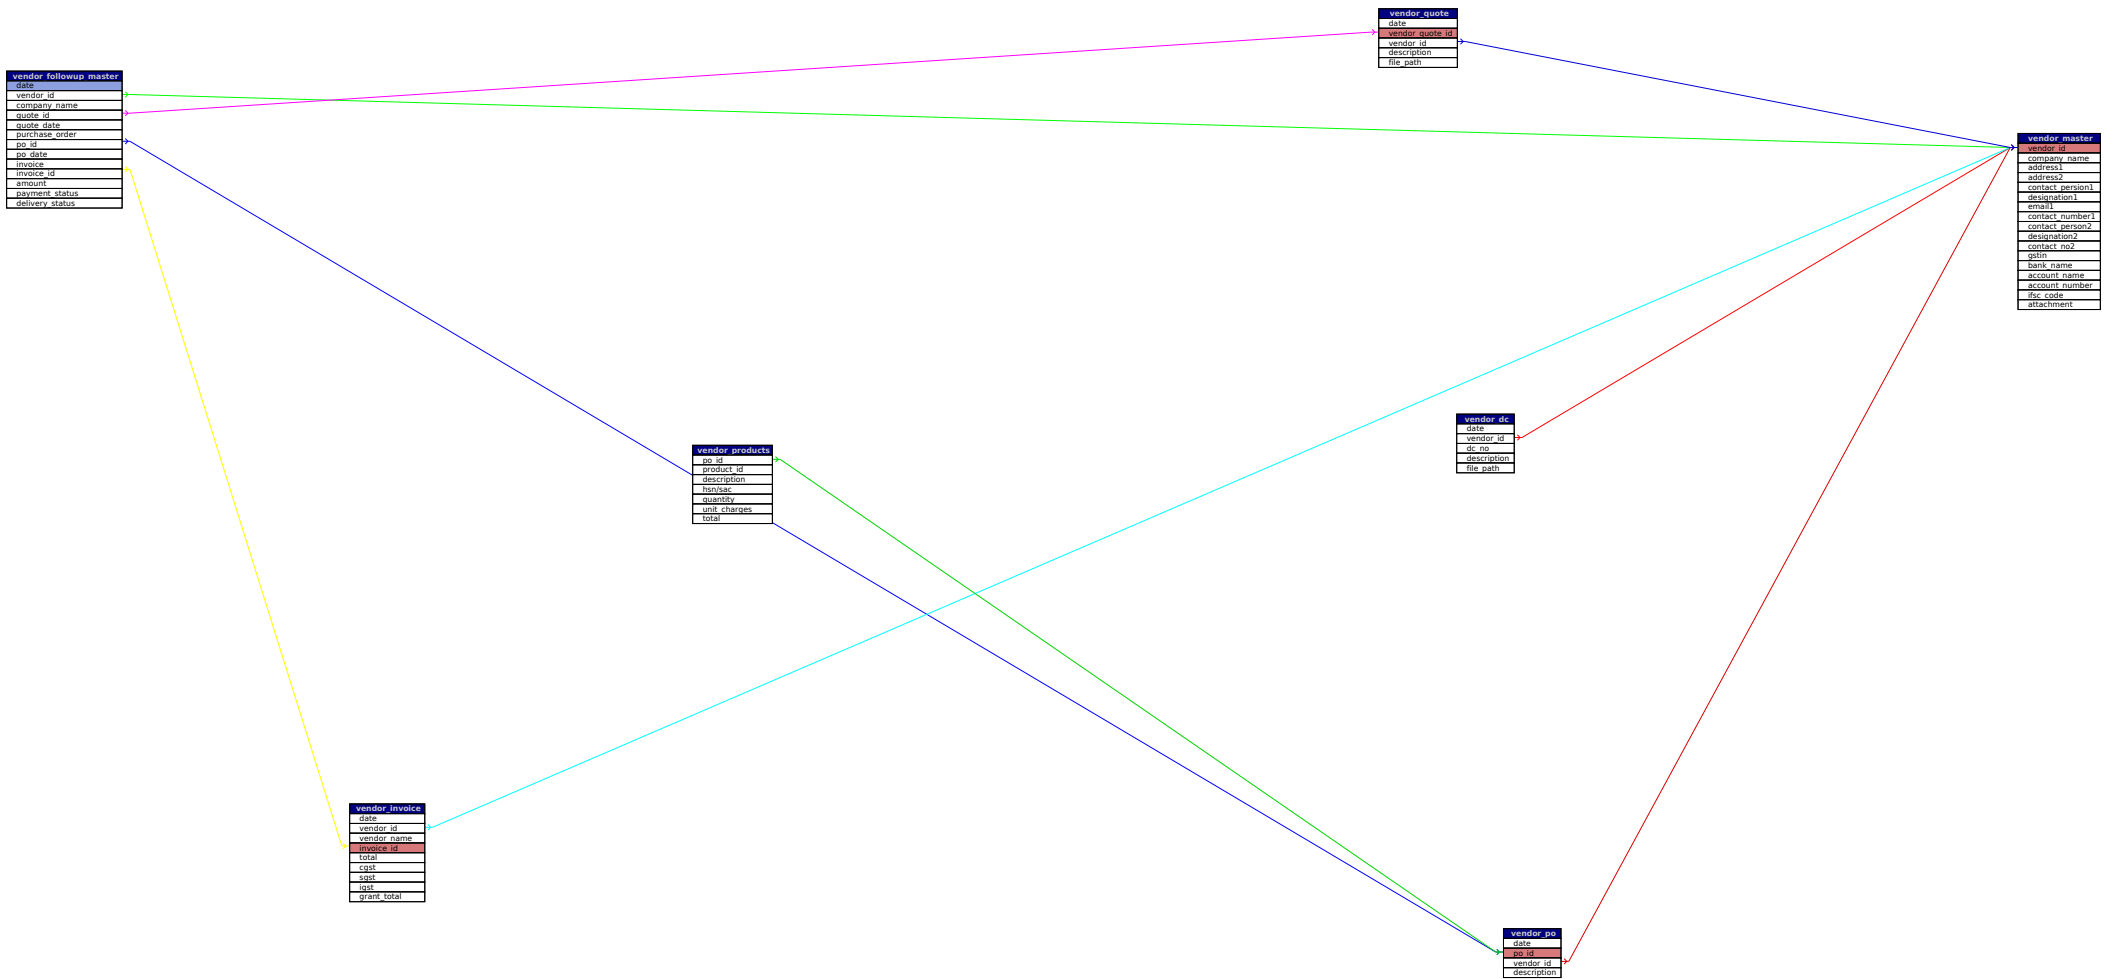 vendor_quote
date
vendor_quote_id
vendor_id
description
file_path
vendor_followup_master
date
vendor_id
company_name
quote_id
quote_date
purchase_order
po_id
po_date
invoice
invoice_id
amount
payment_status
delivery_status
vendor_master
vendor_id
company_name
address1
address2
contact_persion1
designation1
email1
contact_number1
contact_person2
designation2
contact_no2
gstin
bank_name
account_name
account_number
ifsc_code
attachment
vendor_dc
date
vendor_id
dc_no
description
file_path
vendor_products
po_id
product_id
description
hsn/sac
quantity
unit_charges
total
vendor_invoice
date
vendor_id
vendor_name
invoice_id
total
cgst
sgst
igst
grant_total
vendor_po
date
po_id
vendor_id
description